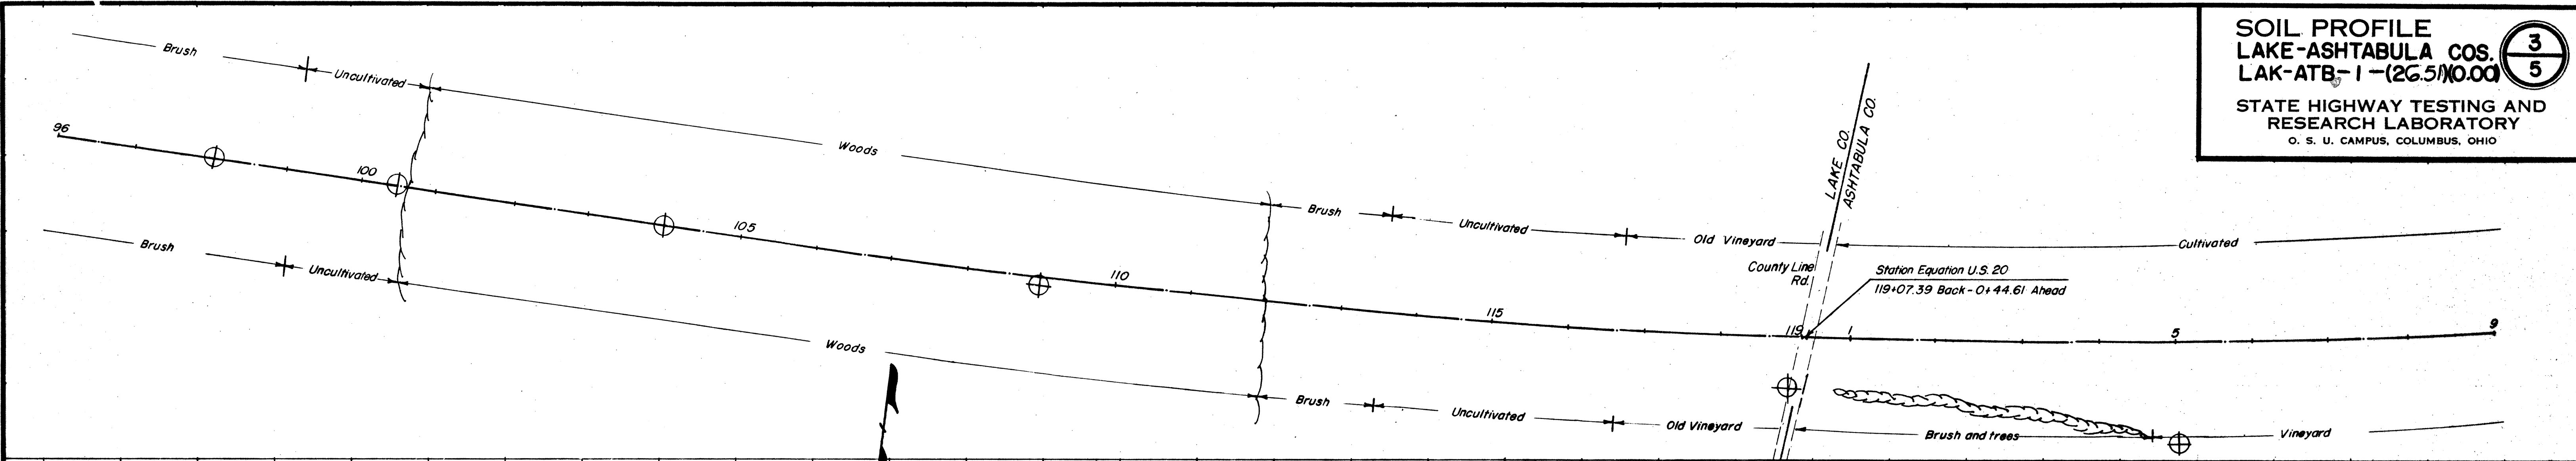 SOIL PROFILE
LAKE-ASHTABULA COS.
LAK-ATB-1-(26.51)(0.00)
3
5
STATE HIGHWAY TESTING AND
RESEARCH LABORATORY
O. S. U. CAMPUS, COLUMBUS, OHIO
Brush
Uncultivated
Woods
Brush
Uncultivated
Old Vineyard
LAKE CO.
ASHTABULA CO.
Cultivated
County Line
Rd.
Station Equation U.S. 20
119+07.39 Back - 0+44.61 Ahead
96
100
105
110
115
119
1
5
9
Brush
Uncultivated
Woods
Brush
Uncultivated
Old Vineyard
Brush and trees
Vineyard